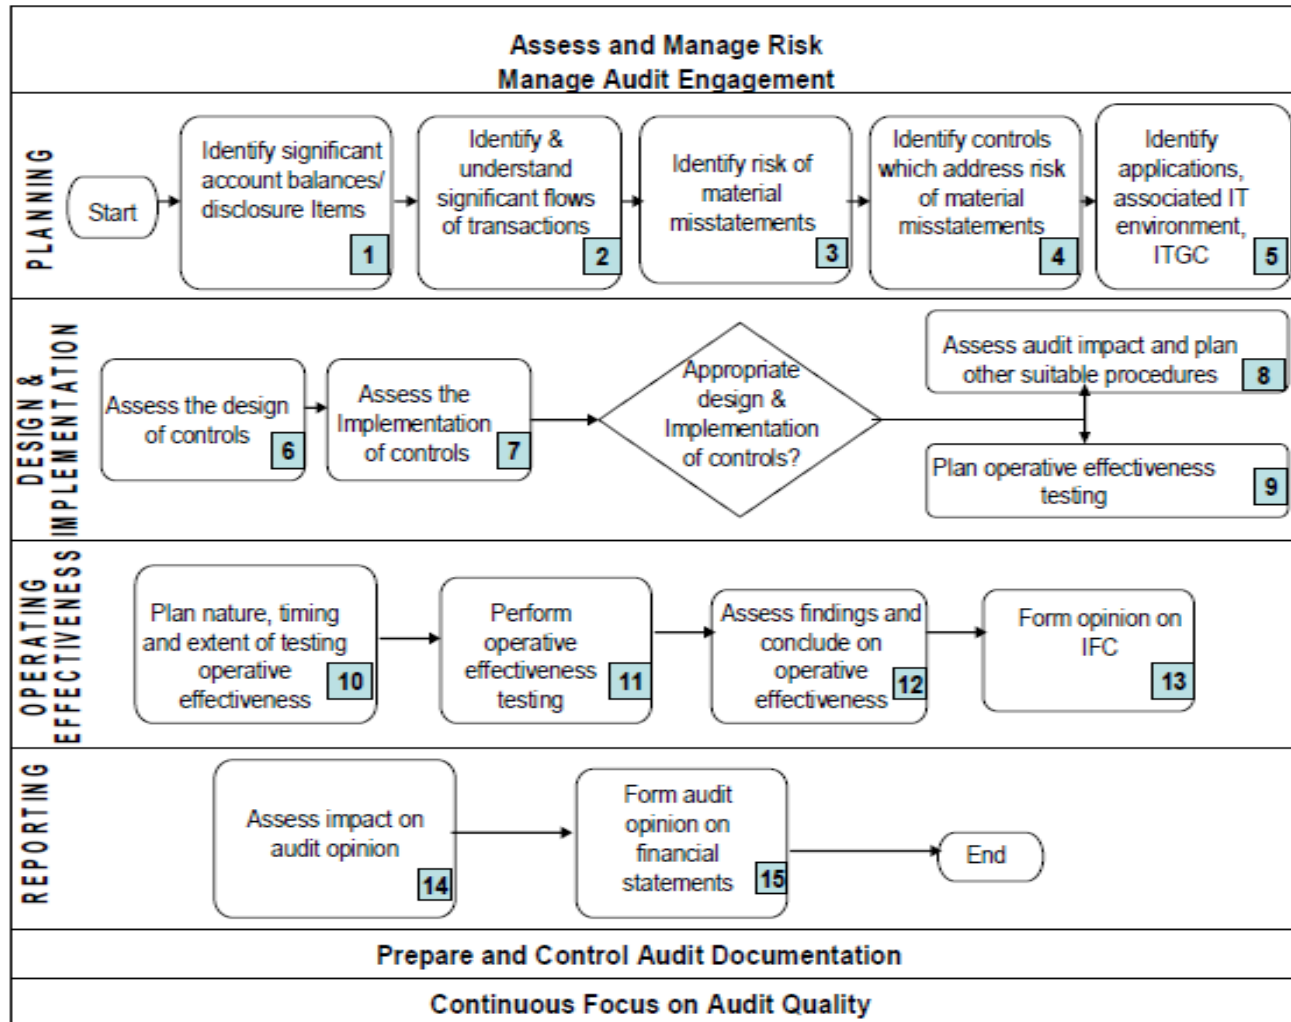 Assess and Manage Risk
Manage Audit Engagement
PLANNING
Start
Identify significant
account balances/
disclosure Items
1
Identify &
understand
significant flows
of transactions
2
Identify risk of
material
misstatements
3
Identify controls
which address risk
of material
misstatements
4
Identify
applications,
associated IT
environment,
ITGC
5
DESIGN &
IMPLEMENTATION
Assess the design
of controls
6
Assess the
Implementation
of controls
7
Appropriate
design &
Implementation
of controls?
Assess audit impact and plan
other suitable procedures
8
Plan operative effectiveness
testing
9
OPERATING
EFFECTIVENESS
Plan nature, timing
and extent of testing
operative
effectiveness
10
Perform
operative
effectiveness
testing
11
Assess findings and
conclude on
operative
effectiveness
12
Form opinion on
IFC
13
REPORTING
Assess impact on
audit opinion
14
Form audit
opinion on
financial
statements
15
End
Prepare and Control Audit Documentation
Continuous Focus on Audit Quality